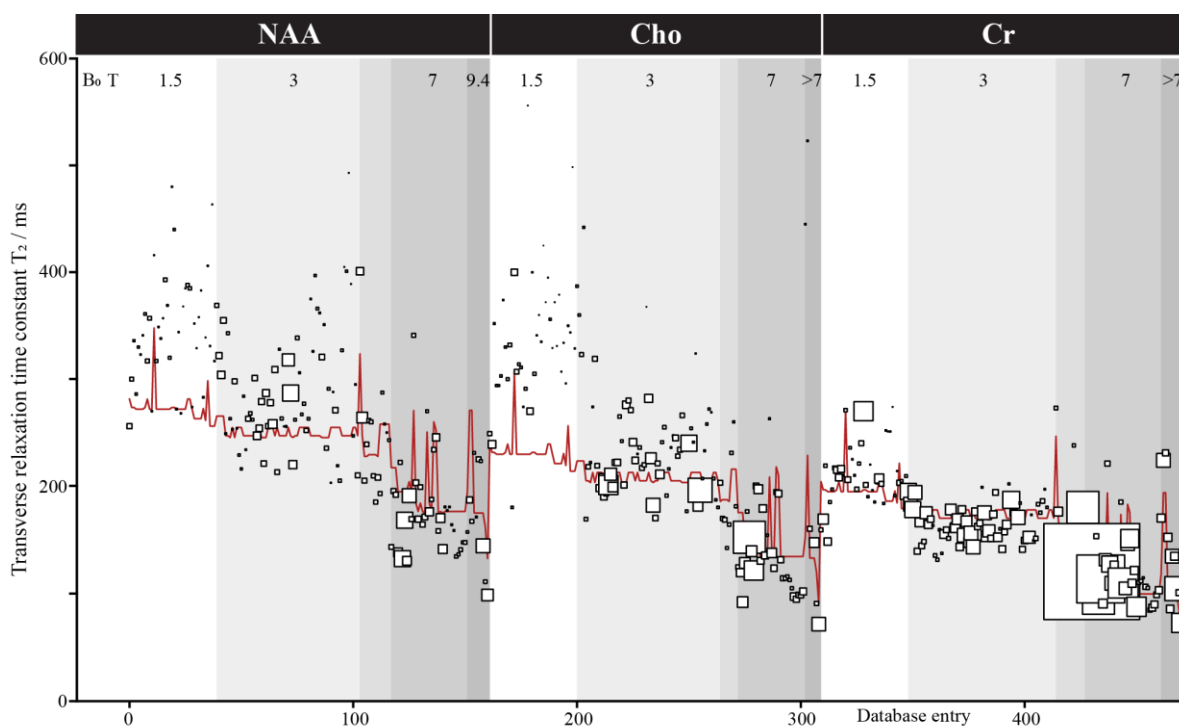 NAA Cho Cr
600
B₀ T 1.5 3 7 9.4 1.5 3 7 >7 1.5 3 7 >7
Transverse relaxation time constant T₂ / ms
400
200
0
0 100 200 300 Database entry 400